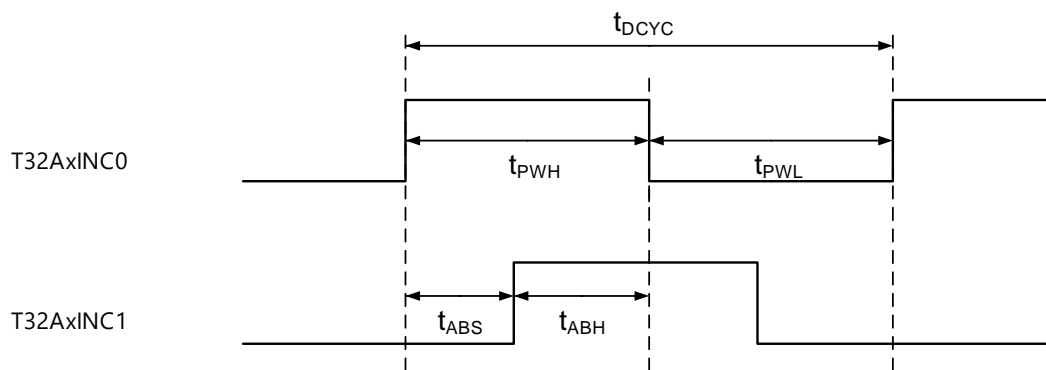 tDCYC
T32AxINC0
tPWH
tPWL
T32AxINC1
tABS
tABH